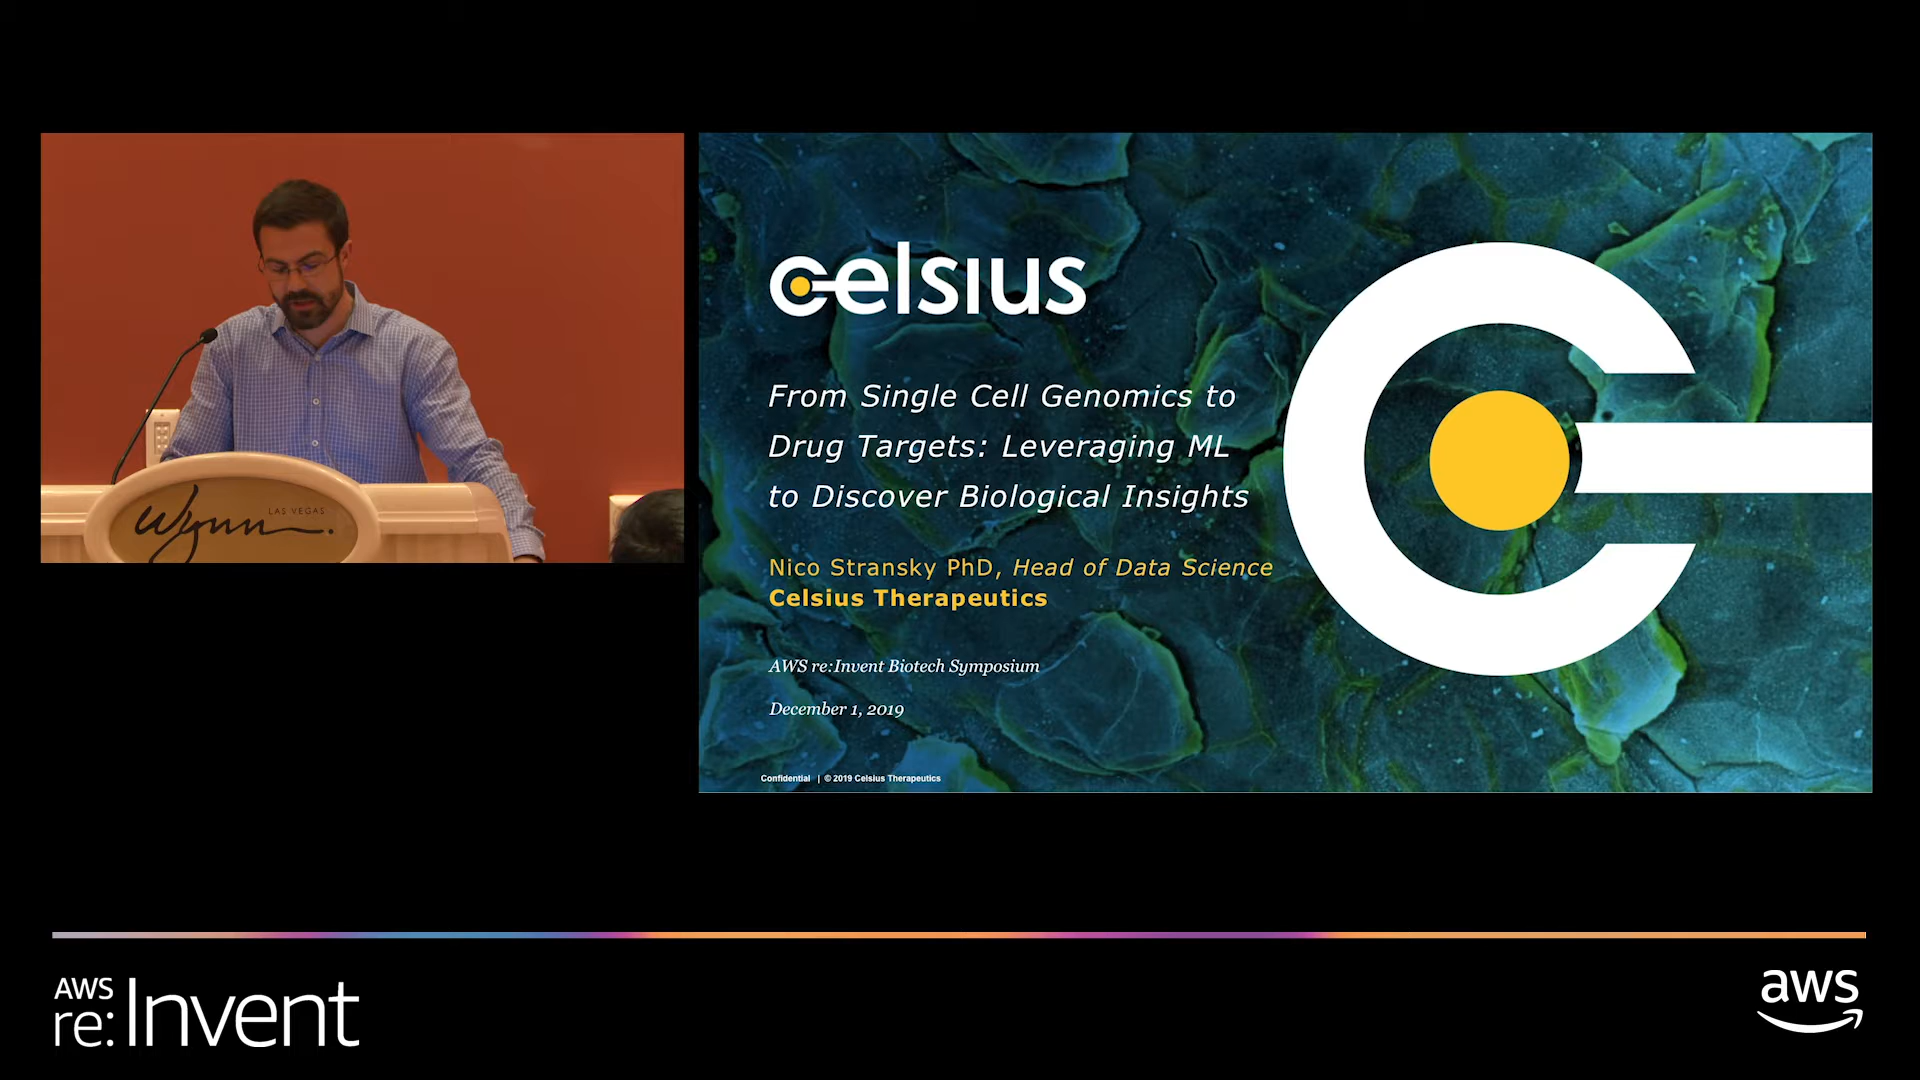 Wynn
LAS VEGAS
celsius
From Single Cell Genomics to
Drug Targets: Leveraging ML
to Discover Biological Insights
Nico Stransky PhD, Head of Data Science
Celsius Therapeutics
AWS re:Invent Biotech Symposium
December 1, 2019
Confidential | © 2019 Celsius Therapeutics
AWS
re:Invent
aws